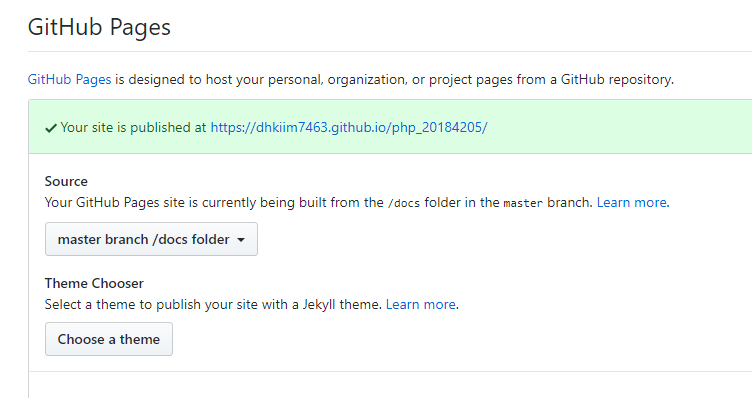 GitHub Pages
GitHub Pages is designed to host your personal, organization, or project pages from a GitHub repository.
Your site is published at https://dhkiim7463.github.io/php_20184205/
Source
Your GitHub Pages site is currently being built from the /docs folder in the master branch. Learn more.
master branch /docs folder
Theme Chooser
Select a theme to publish your site with a Jekyll theme. Learn more.
Choose a theme